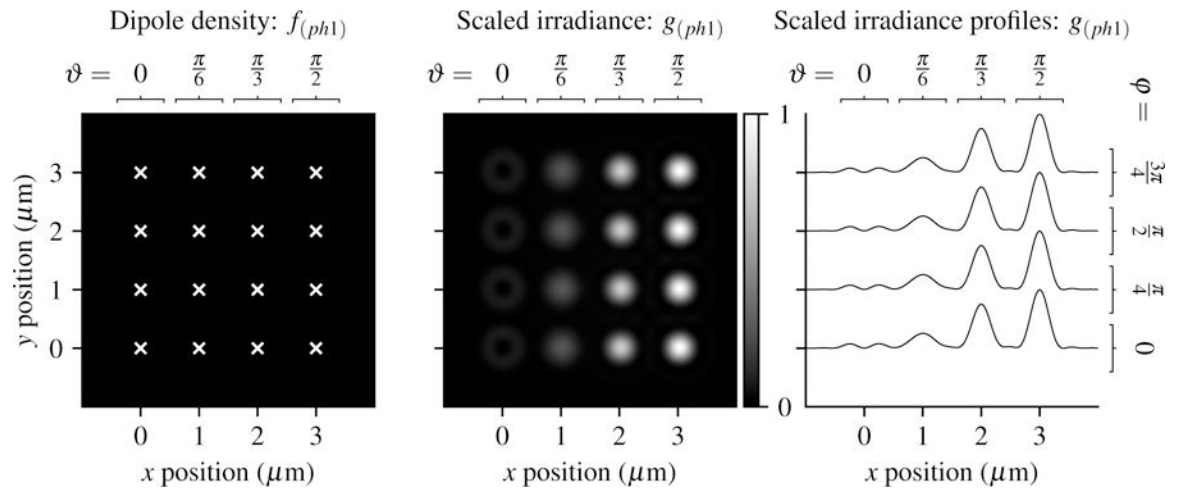 Dipole density: f(ph1)
ϑ = 0 π/6 π/3 π/2
3
2
1
0
y position (μm)
0 1 2 3
x position (μm)
Scaled irradiance: g(ph1)
ϑ = 0 π/6 π/3 π/2
0 1 2 3
x position (μm)
1
0
Scaled irradiance profiles: g(ph1)
ϑ = 0 π/6 π/3 π/2
φ =
3π/4
π/2
π/4
0
0 1 2 3
x position (μm)